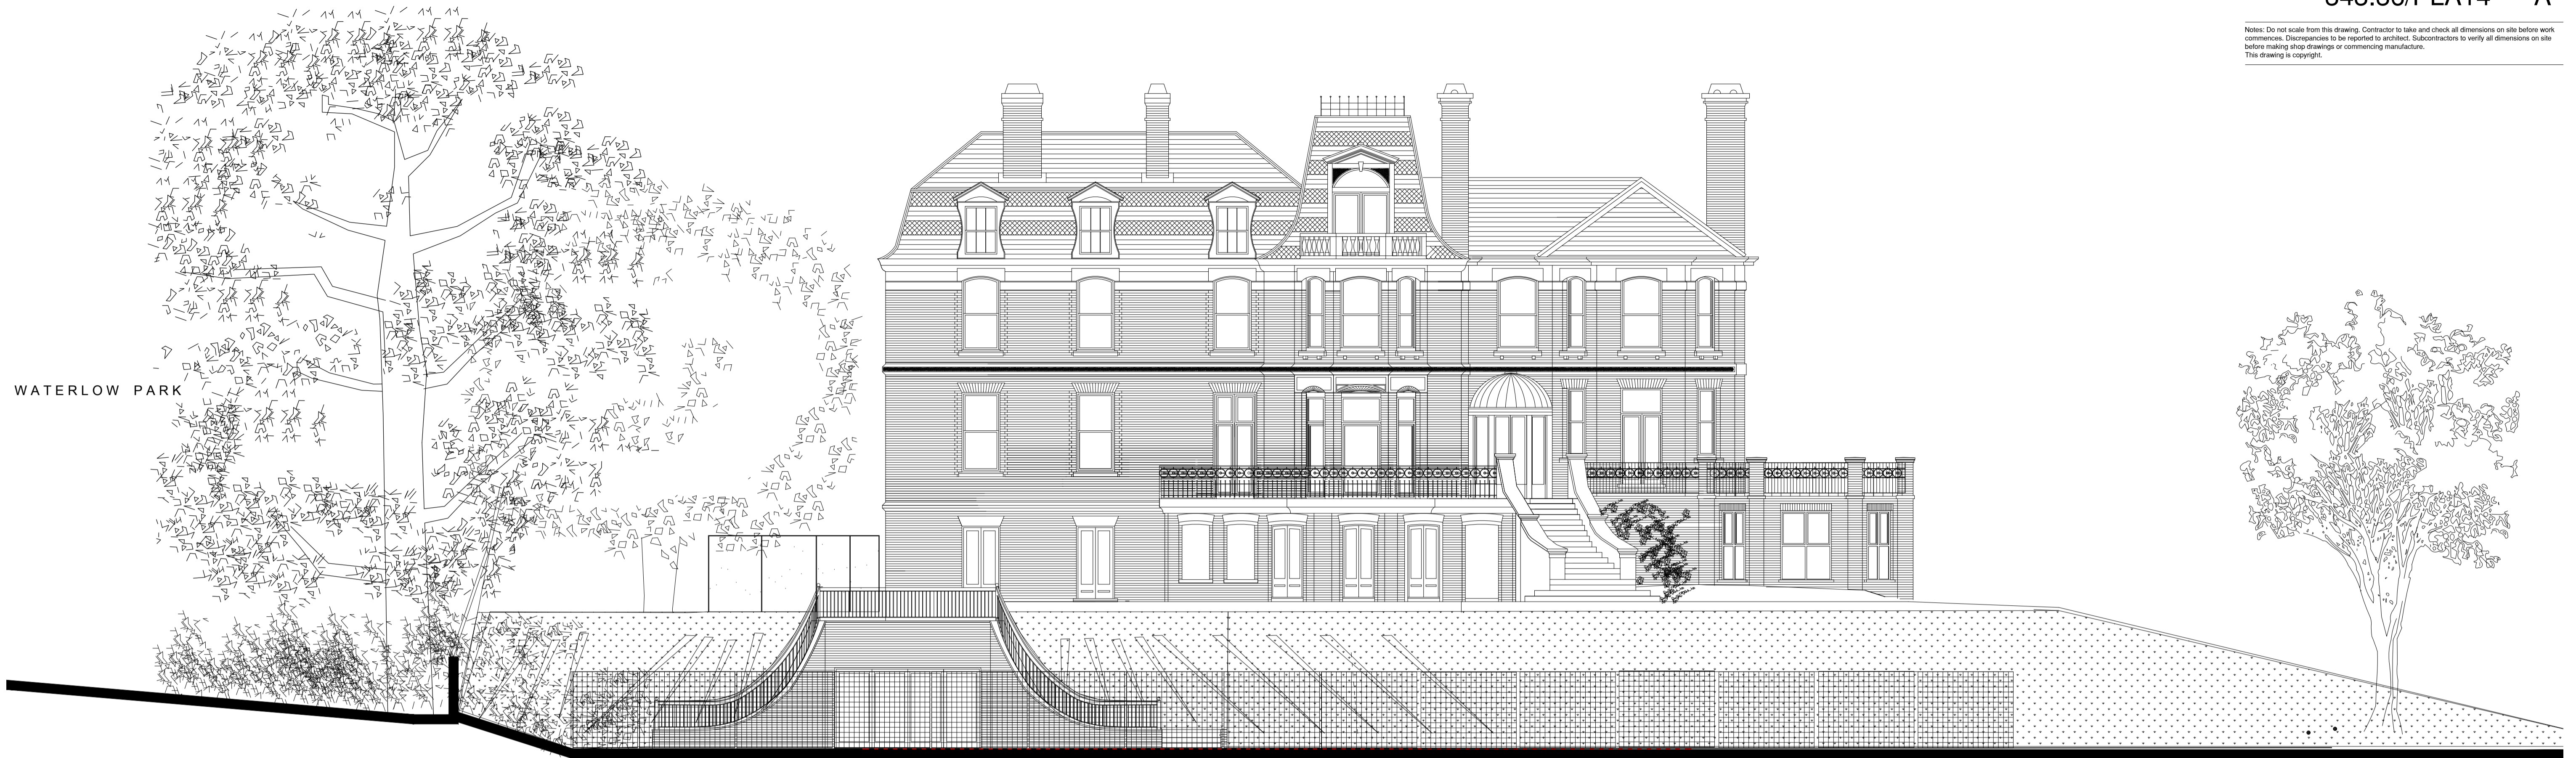 Notes: Do not scale from this drawing. Contractor to take and check all dimensions on site before work
commences. Discrepancies to be reported to architect. Subcontractors to verify all dimensions on site
before making shop drawings or commencing manufacture.
This drawing is copyright.
WATERLOW PARK